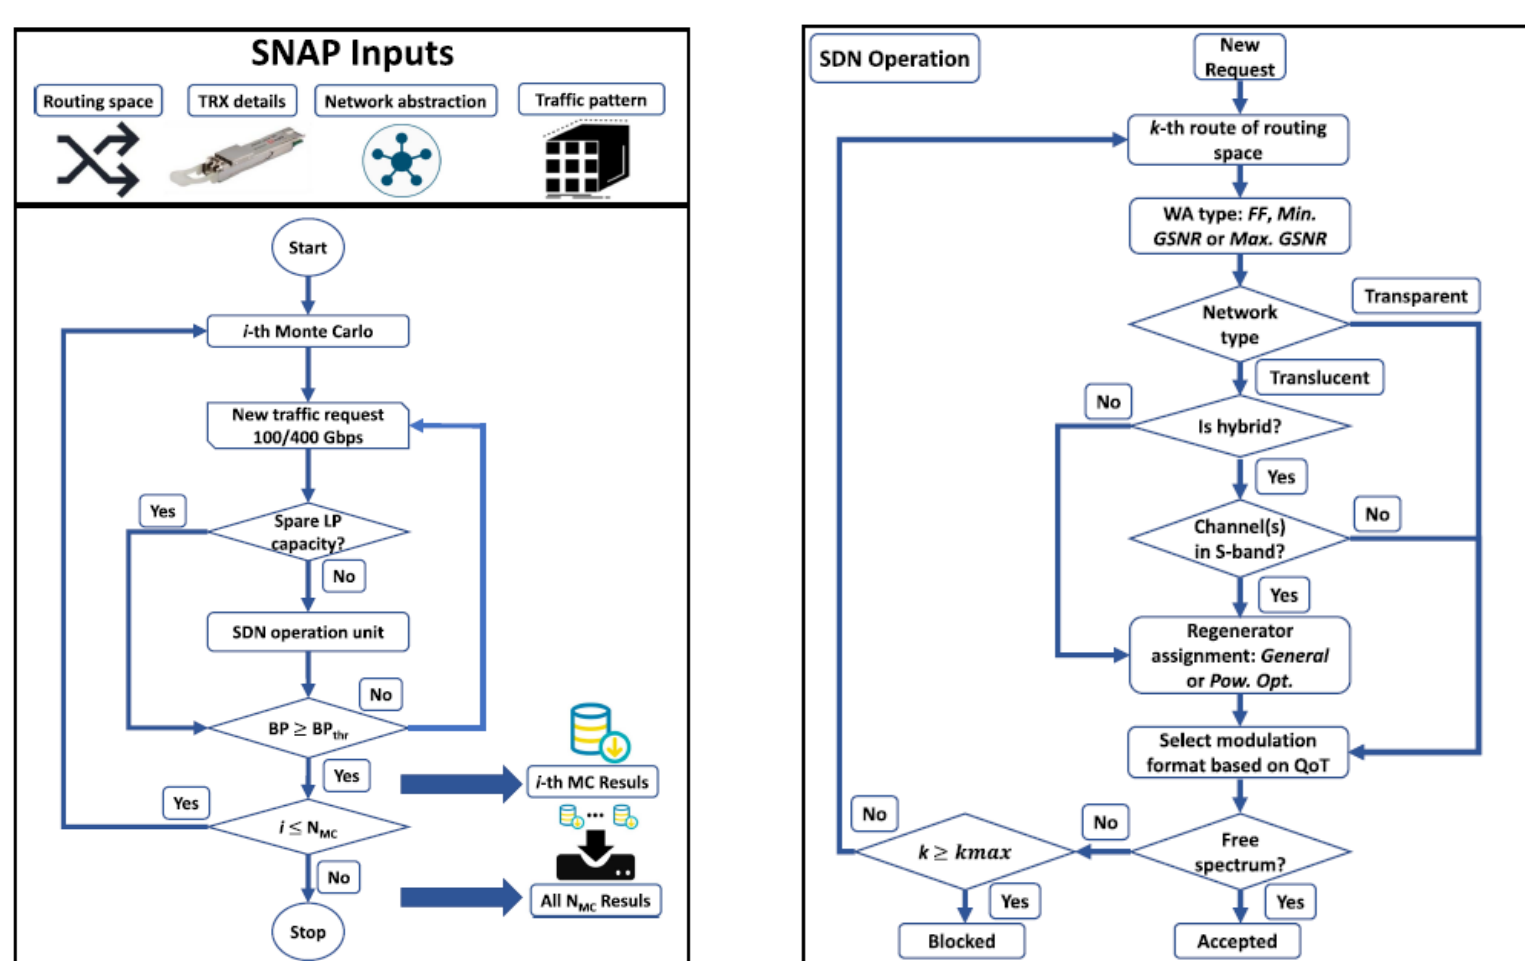 SNAP Inputs
Routing space
TRX details
Network abstraction
Traffic pattern
Start
i-th Monte Carlo
New traffic request
100/400 Gbps
Yes
Spare LP
capacity?
No
SDN operation unit
No
BP ≥ BPthr
Yes
i-th MC Resuls
Yes
i ≤ NMC
...
No
All NMC Resuls
Stop
SDN Operation
New
Request
k-th route of routing
space
WA type: FF, Min.
GSNR or Max. GSNR
Transparent
Network
type
Translucent
No
Is hybrid?
Yes
No
Channel(s)
in S-band?
Yes
Regenerator
assignment: General
or Pow. Opt.
Select modulation
format based on QoT
No
k ≥ kmax
No
Free
spectrum?
Yes
Yes
Blocked
Accepted